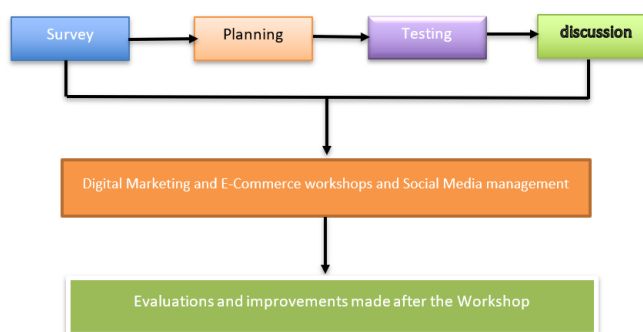 Survey
Planning
Testing
discussion
Digital Marketing and E-Commerce workshops and Social Media management
Evaluations and improvements made after the Workshop